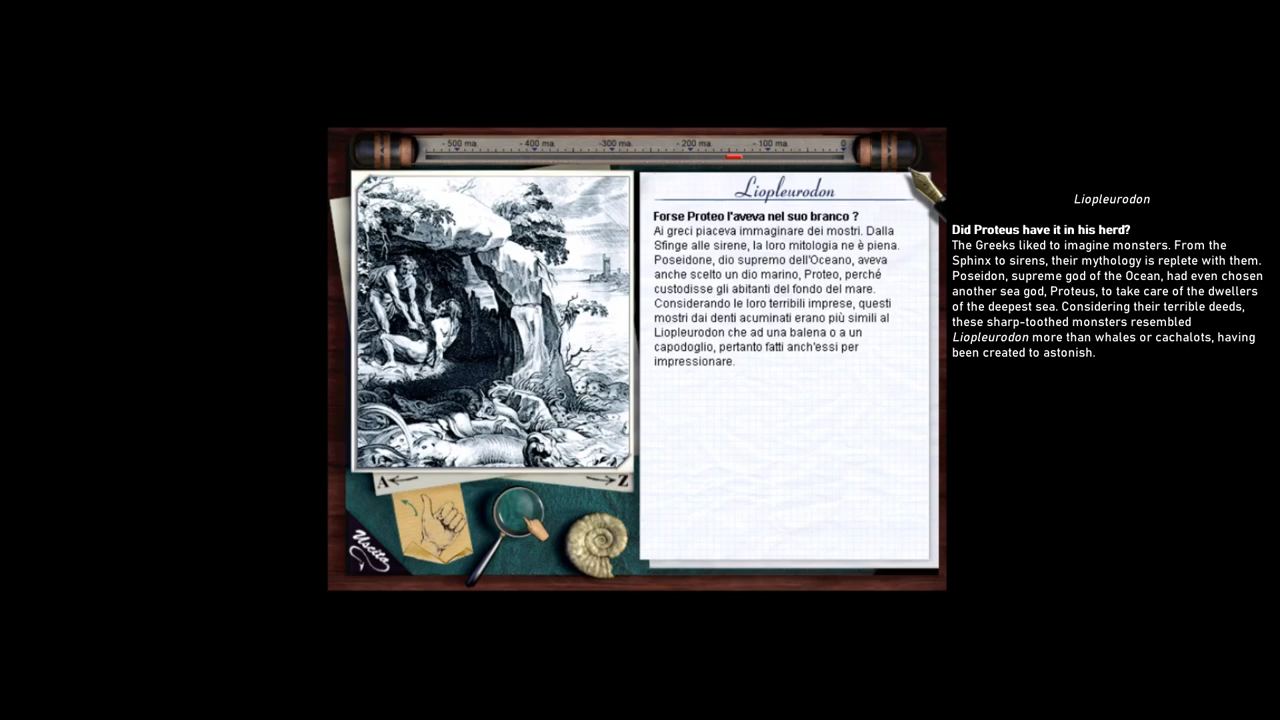 - 500 ma.
- 400 ma.
-300 ma.
- 200 ma.
- 100 ma.
0
Liopleurodon
Forse Proteo l'aveva nel suo branco ?
Ai greci piaceva immaginare dei mostri. Dalla
Sfinge alle sirene, la loro mitologia ne è piena.
Poseidone, dio supremo dell'Oceano, aveva
anche scelto un dio marino, Proteo, perché
custodisse gli abitanti del fondo del mare.
Considerando le loro terribili imprese, questi
mostri dai denti acuminati erano più simili al
Liopleurodon che ad una balena o a un
capodoglio, pertanto fatti anch'essi per
impressionare.
A
Z
Uscita
Liopleurodon
Did Proteus have it in his herd?
The Greeks liked to imagine monsters. From the
Sphinx to sirens, their mythology is replete with them.
Poseidon, supreme god of the Ocean, had even chosen
another sea god, Proteus, to take care of the dwellers
of the deepest sea. Considering their terrible deeds,
these sharp-toothed monsters resembled
Liopleurodon more than whales or cachalots, having
been created to astonish.